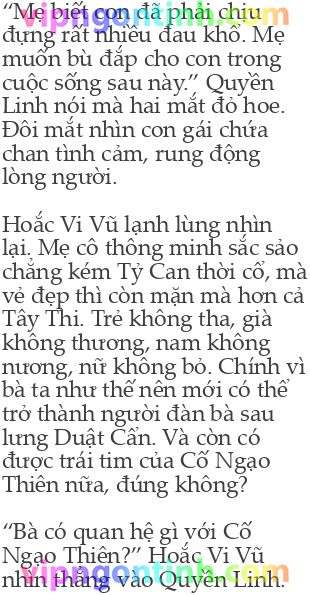 “Mẹ biết con đã phải chịu
đựng rất nhiều đau khổ. Mẹ
muốn bù đắp cho con trong
cuộc sống sau này.” Quyền
Linh nói mà hai mắt đỏ hoe.
Đôi mắt nhìn con gái chứa
chan tình cảm, rung động
lòng người.
Hoắc Vi Vũ lạnh lùng nhìn
lại. Mẹ cô thông minh sắc sảo
chẳng kém Tỷ Can thời cổ, mà
vẻ đẹp thì còn mặn mà hơn cả
Tây Thi. Trẻ không tha, già
không thương, nam không
nương, nữ không bỏ. Chính vì
bà ta như thế nên mới có thể
trở thành người đàn bà sau
lưng Duật Cẩn. Và còn có
được trái tim của Cố Ngạo
Thiên nữa, đúng không?
“Bà có quan hệ gì với Cố
Ngạo Thiên?” Hoắc Vi Vũ
nhìn thẳng vào Quyền Linh.
vipngontinh.com
vipngontinh.com